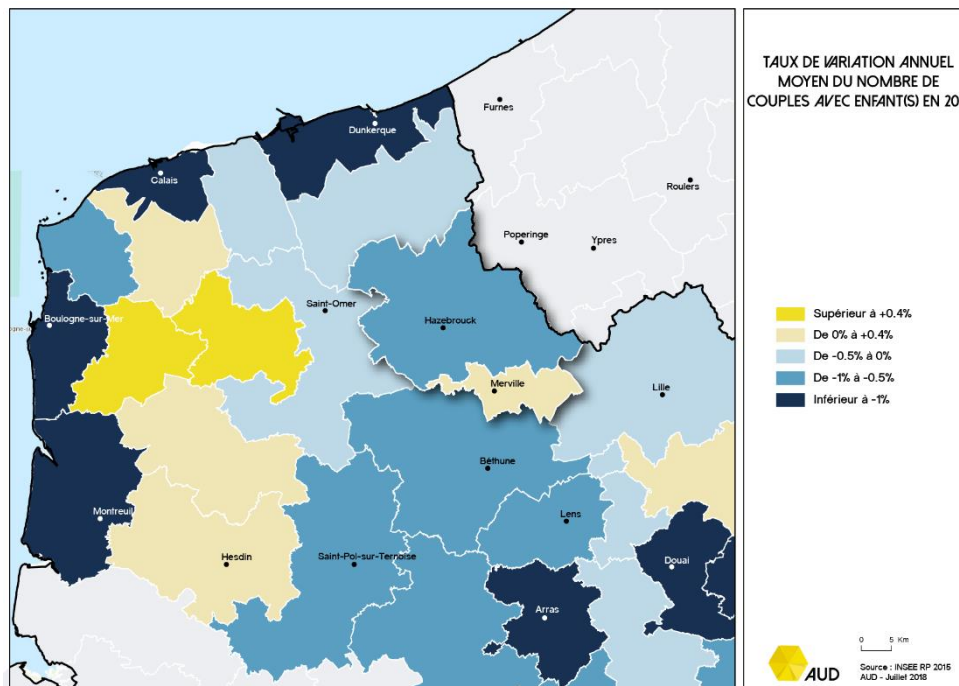 TAUX DE VARIATION ANNUEL
MOYEN DU NOMBRE DE
COUPLES AVEC ENFANT(S) EN 20
Furnes
Dunkerque
Calais
Roulers
Poperinge
Ypres
Saint-Omer
Boulogne-sur-Mer
Hazebrouck
Merville
Lille
Béthune
Montreuil
Lens
Hesdin
Saint-Pol-sur-Ternoise
Douai
Arras
Supérieur à +0.4%
De 0% à +0.4%
De -0.5% à 0%
De -1% à -0.5%
Inférieur à -1%
0 5 Km
AUD
Source : INSEE RP 2015
AUD - Juillet 2018